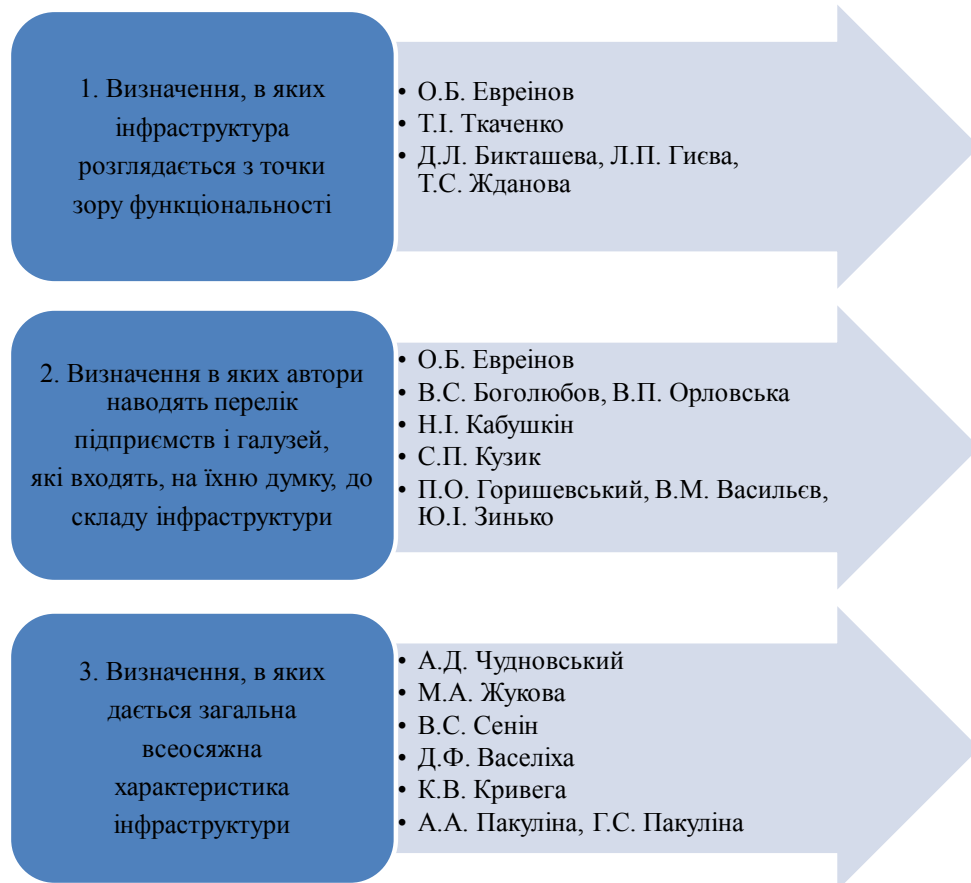 1. Визначення, в яких
інфраструктура
розглядається з точки
зору функціональності
• О.Б. Евреінов
• Т.І. Ткаченко
• Д.Л. Бикташева, Л.П. Гиєва,
Т.С. Жданова
2. Визначення в яких автори
наводять перелік
підприємств і галузей,
які входять, на їхню думку, до
складу інфраструктури
• О.Б. Евреінов
• В.С. Боголюбов, В.П. Орловська
• Н.І. Кабушкін
• С.П. Кузик
• П.О. Горишевський, В.М. Васильєв,
Ю.І. Зинько
3. Визначення, в яких
дається загальна
всеосяжна
характеристика
інфраструктури
• А.Д. Чудновський
• М.А. Жукова
• В.С. Сенін
• Д.Ф. Васеліха
• К.В. Кривега
• А.А. Пакуліна, Г.С. Пакуліна